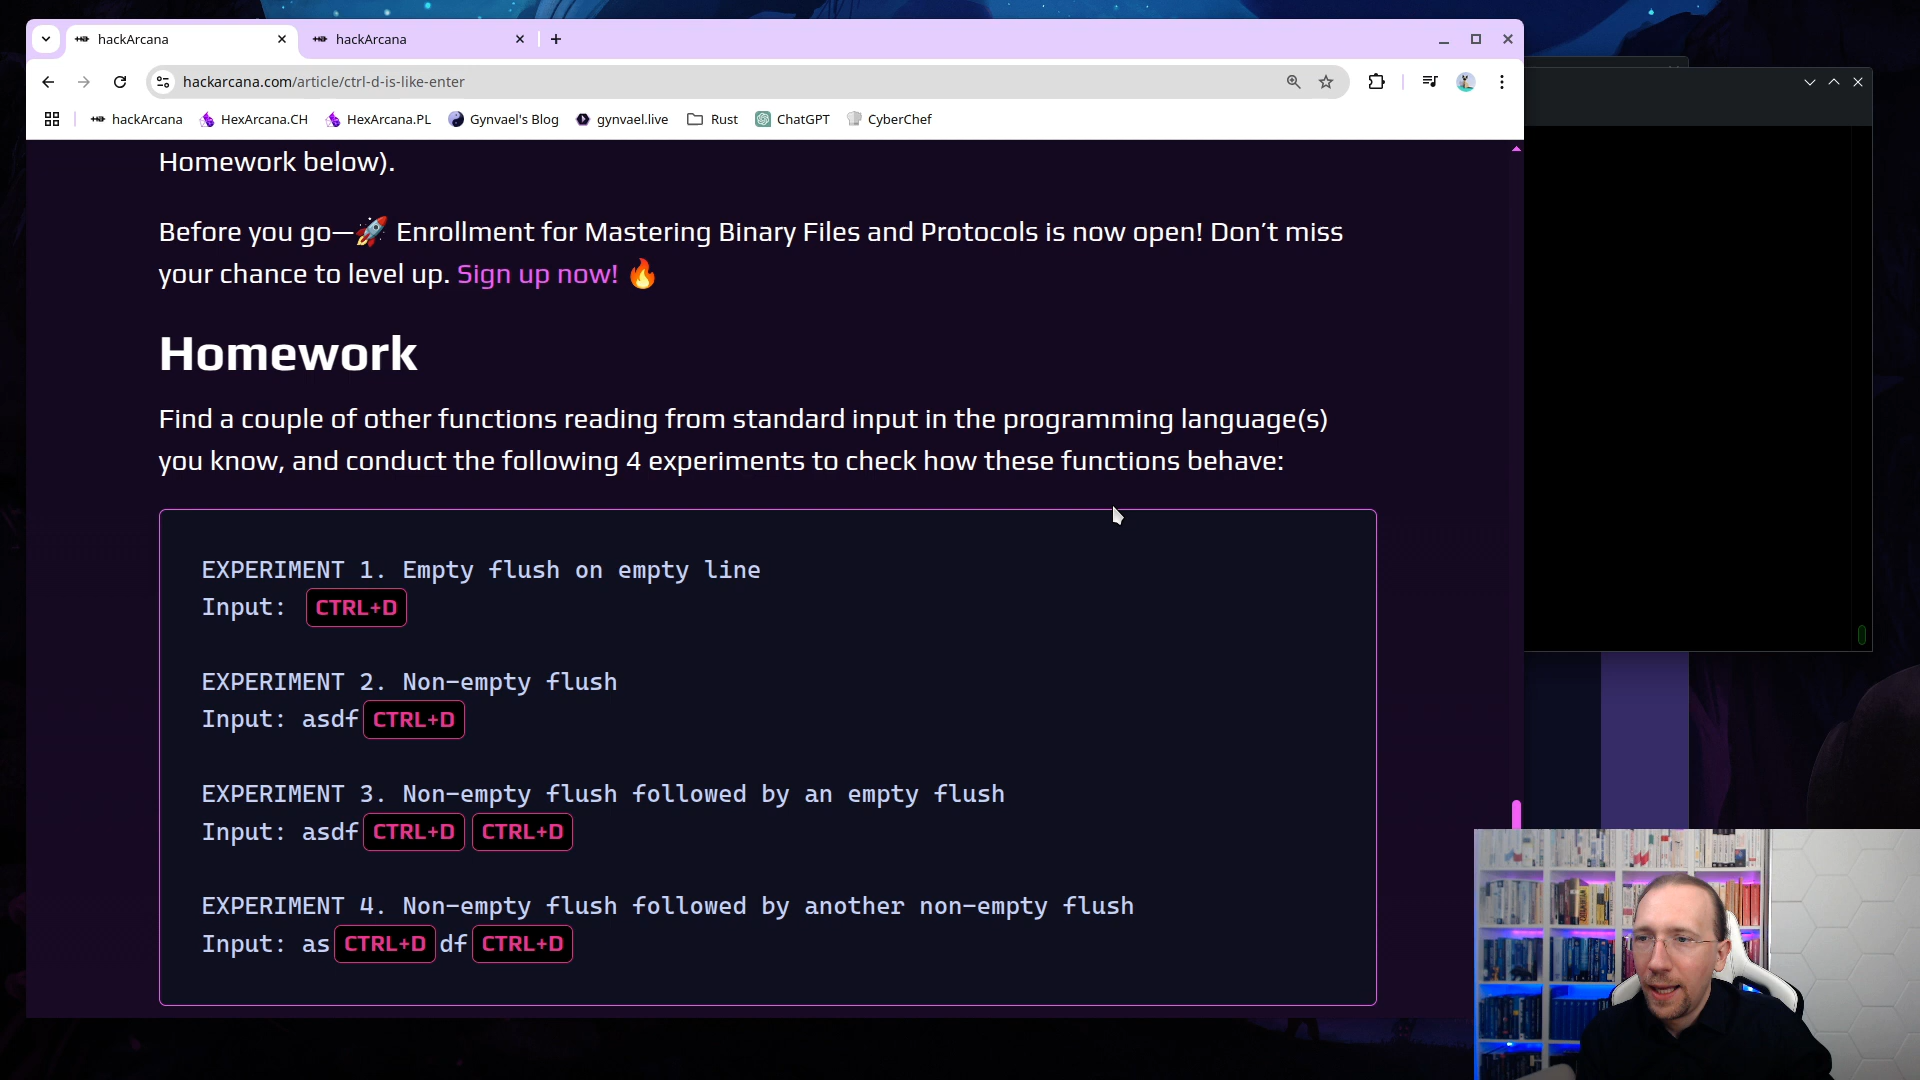 hackArcana
hackArcana
hackarcana.com/article/ctrl-d-is-like-enter
hackArcana HexArcana.CH HexArcana.PL Gynvael's Blog gynvael.live Rust ChatGPT CyberChef
Homework below).
Before you go—🚀 Enrollment for Mastering Binary Files and Protocols is now open! Don’t miss
your chance to level up. Sign up now! 🔥
Homework
Find a couple of other functions reading from standard input in the programming language(s)
you know, and conduct the following 4 experiments to check how these functions behave:
EXPERIMENT 1. Empty flush on empty line
Input: CTRL+D
EXPERIMENT 2. Non-empty flush
Input: asdf CTRL+D
EXPERIMENT 3. Non-empty flush followed by an empty flush
Input: asdf CTRL+D CTRL+D
EXPERIMENT 4. Non-empty flush followed by another non-empty flush
Input: as CTRL+D df CTRL+D